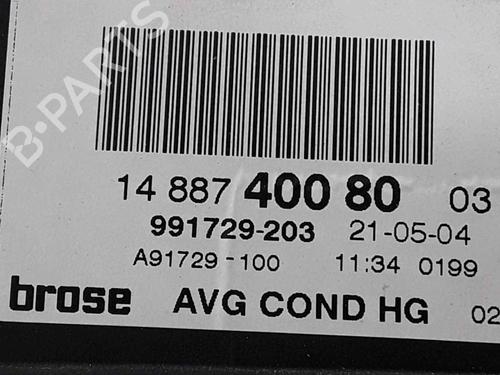 B-PARTS
14 887 400 80 03
991729-203 21-05-04
A91729-100 11:34 0199
brose AVG COND HG 02